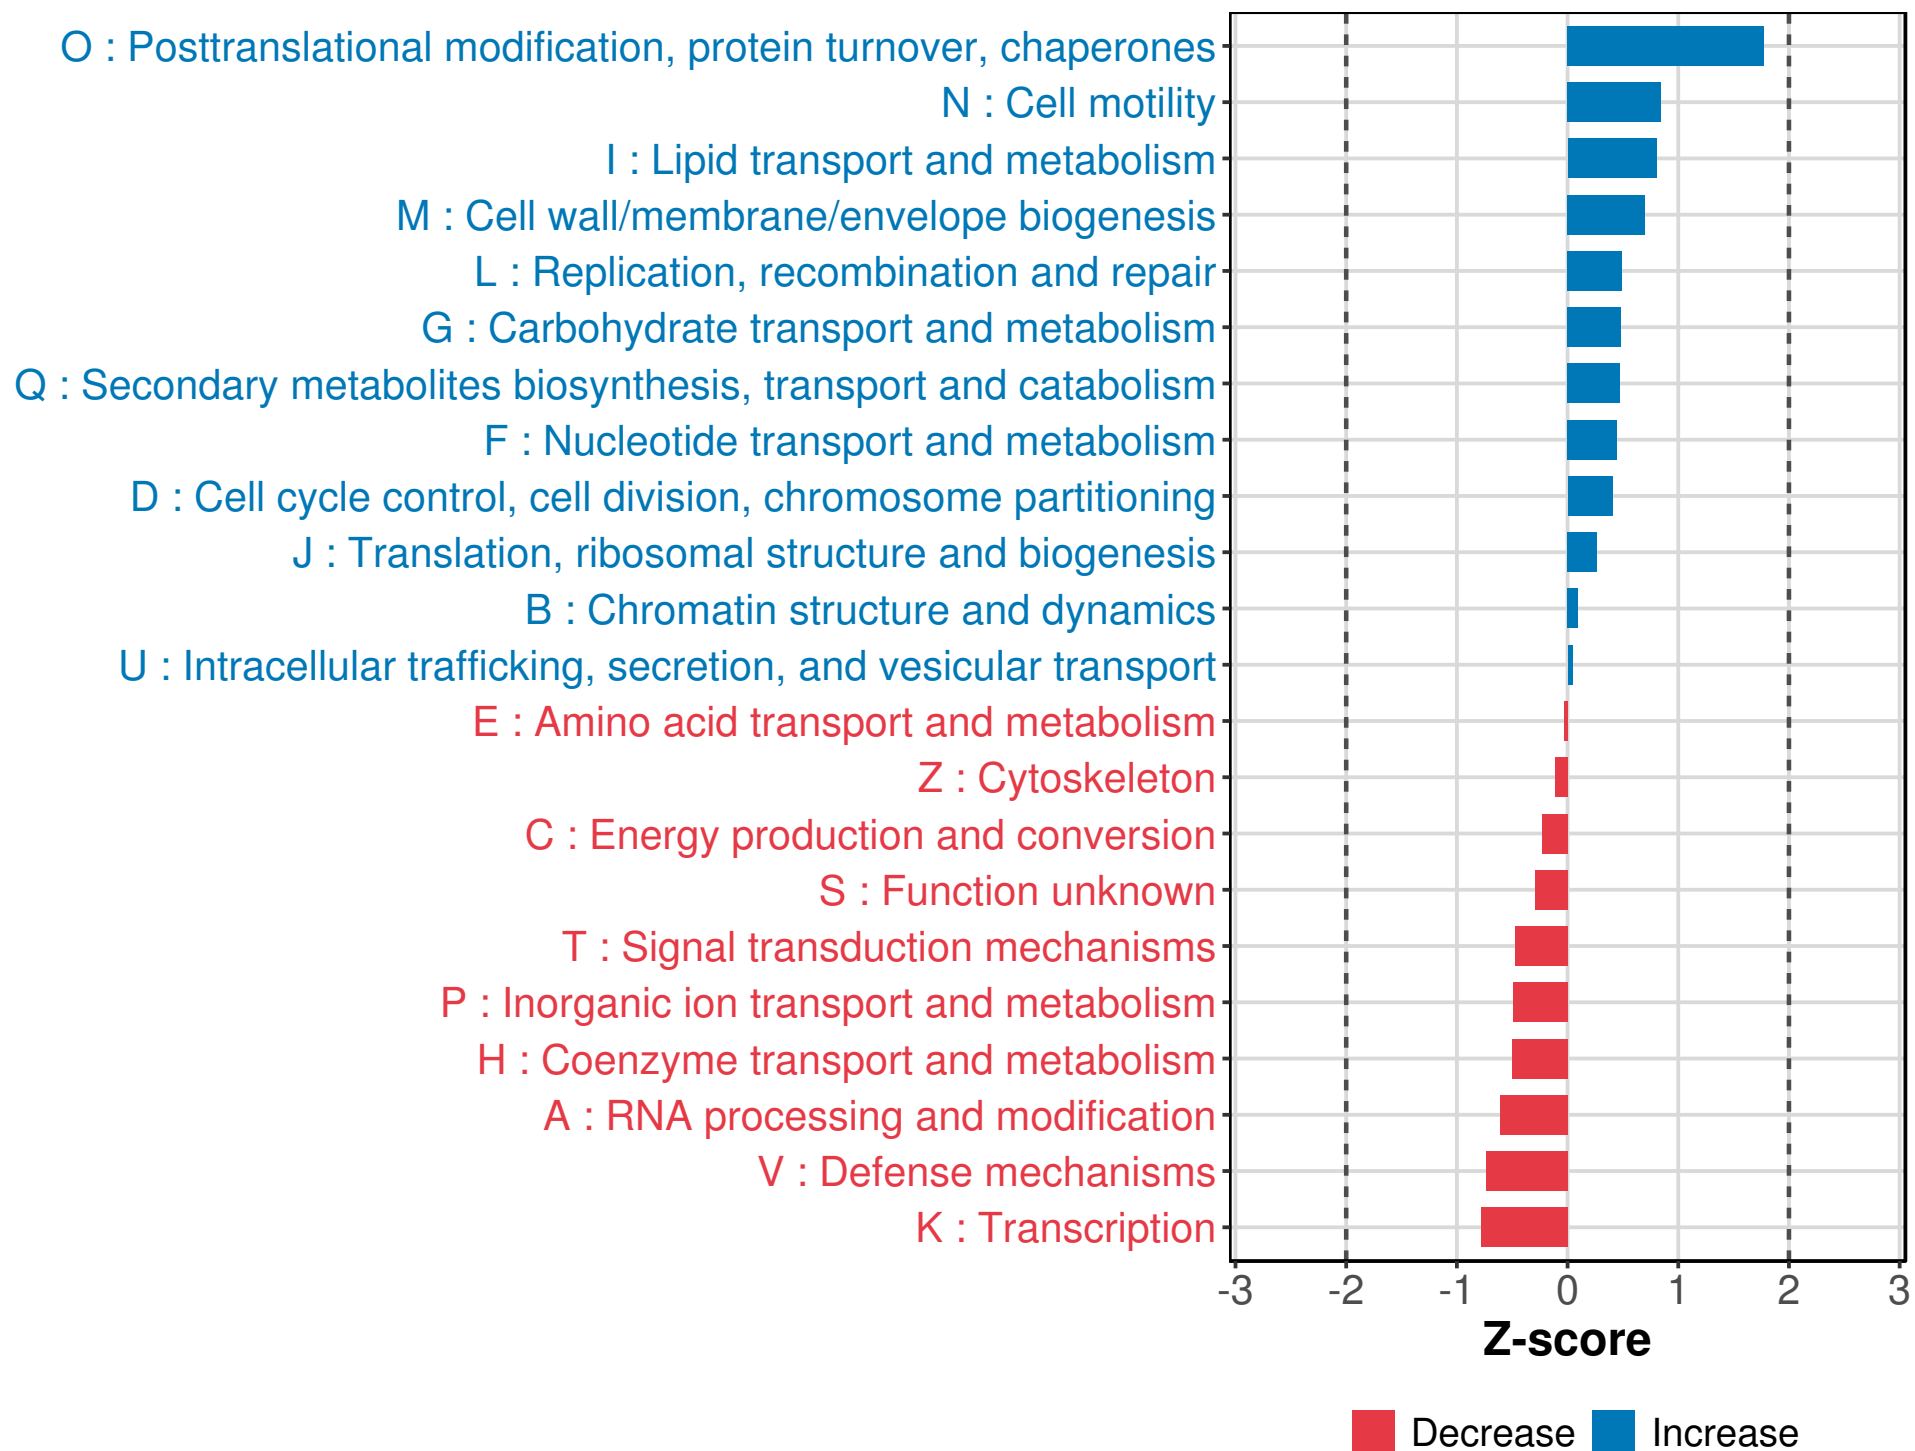 O : Posttranslational modification, protein turnover, chaperones
N : Cell motility
I : Lipid transport and metabolism
M : Cell wall/membrane/envelope biogenesis
L : Replication, recombination and repair
G : Carbohydrate transport and metabolism
Q : Secondary metabolites biosynthesis, transport and catabolism
F : Nucleotide transport and metabolism
D : Cell cycle control, cell division, chromosome partitioning
J : Translation, ribosomal structure and biogenesis
B : Chromatin structure and dynamics
U : Intracellular trafficking, secretion, and vesicular transport
E : Amino acid transport and metabolism
Z : Cytoskeleton
C : Energy production and conversion
S : Function unknown
T : Signal transduction mechanisms
P : Inorganic ion transport and metabolism
H : Coenzyme transport and metabolism
A : RNA processing and modification
V : Defense mechanisms
K : Transcription
-3 -2 -1 0 1 2 3
Z-score
Decrease Increase